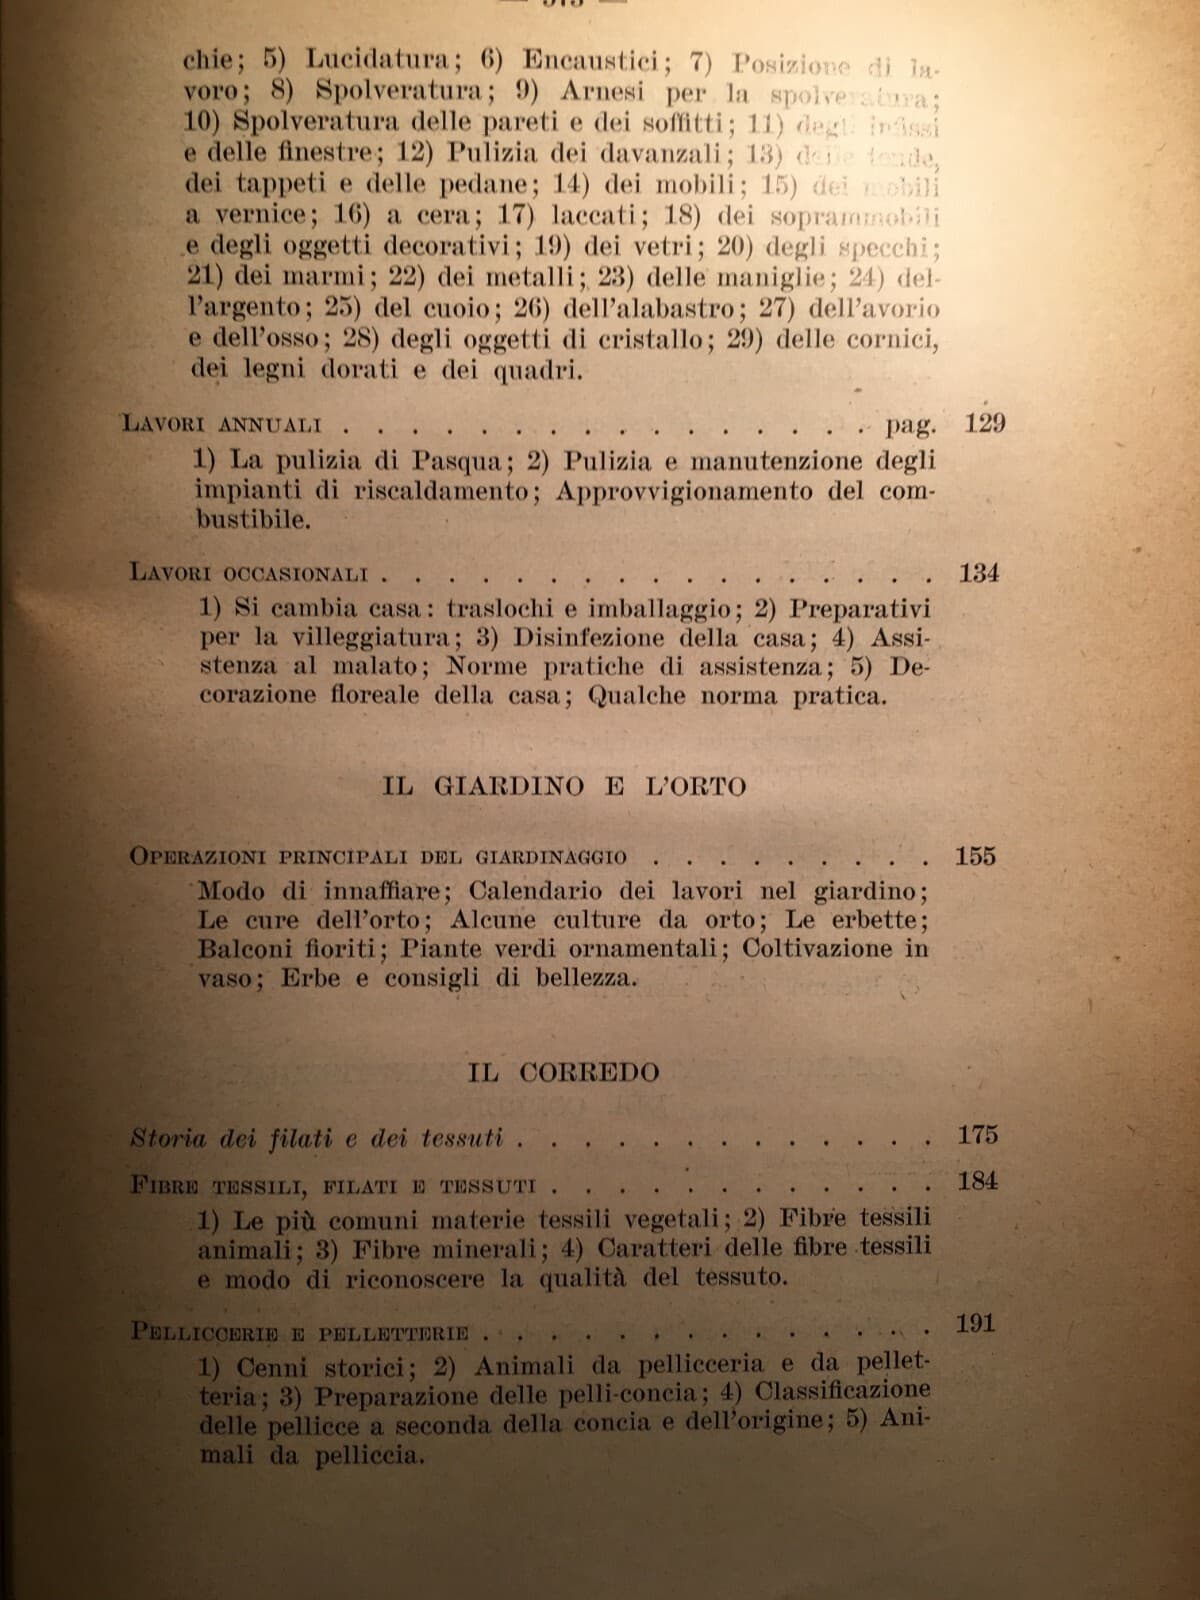 chie; 5) Lucidatura; 6) Encaustici; 7) Posizione di la-
voro; 8) Spolveratura; 9) Arnesi per la spolveratura;
10) Spolveratura delle pareti e dei soffitti; 11) degli infissi
e delle finestre; 12) Pulizia dei davanzali; 13) delle tende,
dei tappeti e delle pedane; 14) dei mobili; 15) dei mobili
a vernice; 16) a cera; 17) laccati; 18) dei soprammobili
e degli oggetti decorativi; 19) dei vetri; 20) degli specchi;
21) dei marmi; 22) dei metalli; 23) delle maniglie; 24) del-
l'argento; 25) del cuoio; 26) dell'alabastro; 27) dell'avorio
e dell'osso; 28) degli oggetti di cristallo; 29) delle cornici,
dei legni dorati e dei quadri.
LAVORI ANNUALI . . . . . . . . . . . . . . . . pag. 129
1) La pulizia di Pasqua; 2) Pulizia e manutenzione degli
impianti di riscaldamento; Approvvigionamento del com-
bustibile.
LAVORI OCCASIONALI . . . . . . . . . . . . . . . . . 134
1) Si cambia casa: traslochi e imballaggio; 2) Preparativi
per la villeggiatura; 3) Disinfezione della casa; 4) Assi-
stenza al malato; Norme pratiche di assistenza; 5) De-
corazione floreale della casa; Qualche norma pratica.
IL GIARDINO E L'ORTO
OPERAZIONI PRINCIPALI DEL GIARDINAGGIO . . . . . . . . . 155
Modo di innaffiare; Calendario dei lavori nel giardino;
Le cure dell'orto; Alcune culture da orto; Le erbette;
Balconi fioriti; Piante verdi ornamentali; Coltivazione in
vaso; Erbe e consigli di bellezza.
IL CORREDO
Storia dei filati e dei tessuti . . . . . . . . . . . . . 175
FIBRE TESSILI, FILATI E TESSUTI . . . . . . . . . . . . 184
1) Le più comuni materie tessili vegetali; 2) Fibre tessili
animali; 3) Fibre minerali; 4) Caratteri delle fibre tessili
e modo di riconoscere la qualità del tessuto.
PELLICCERIE E PELLETTERIE . . . . . . . . . . . . . . 191
1) Cenni storici; 2) Animali da pellicceria e da pellet-
teria; 3) Preparazione delle pelli-concia; 4) Classificazione
delle pellicce a seconda della concia e dell'origine; 5) Ani-
mali da pelliccia.